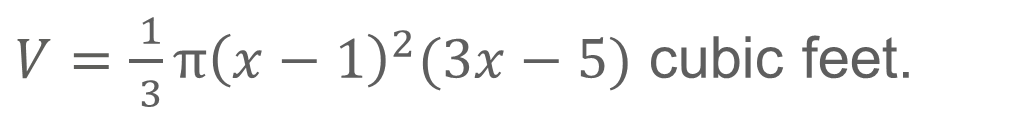 V = 1/3 π(x − 1)²(3x − 5) cubic feet.